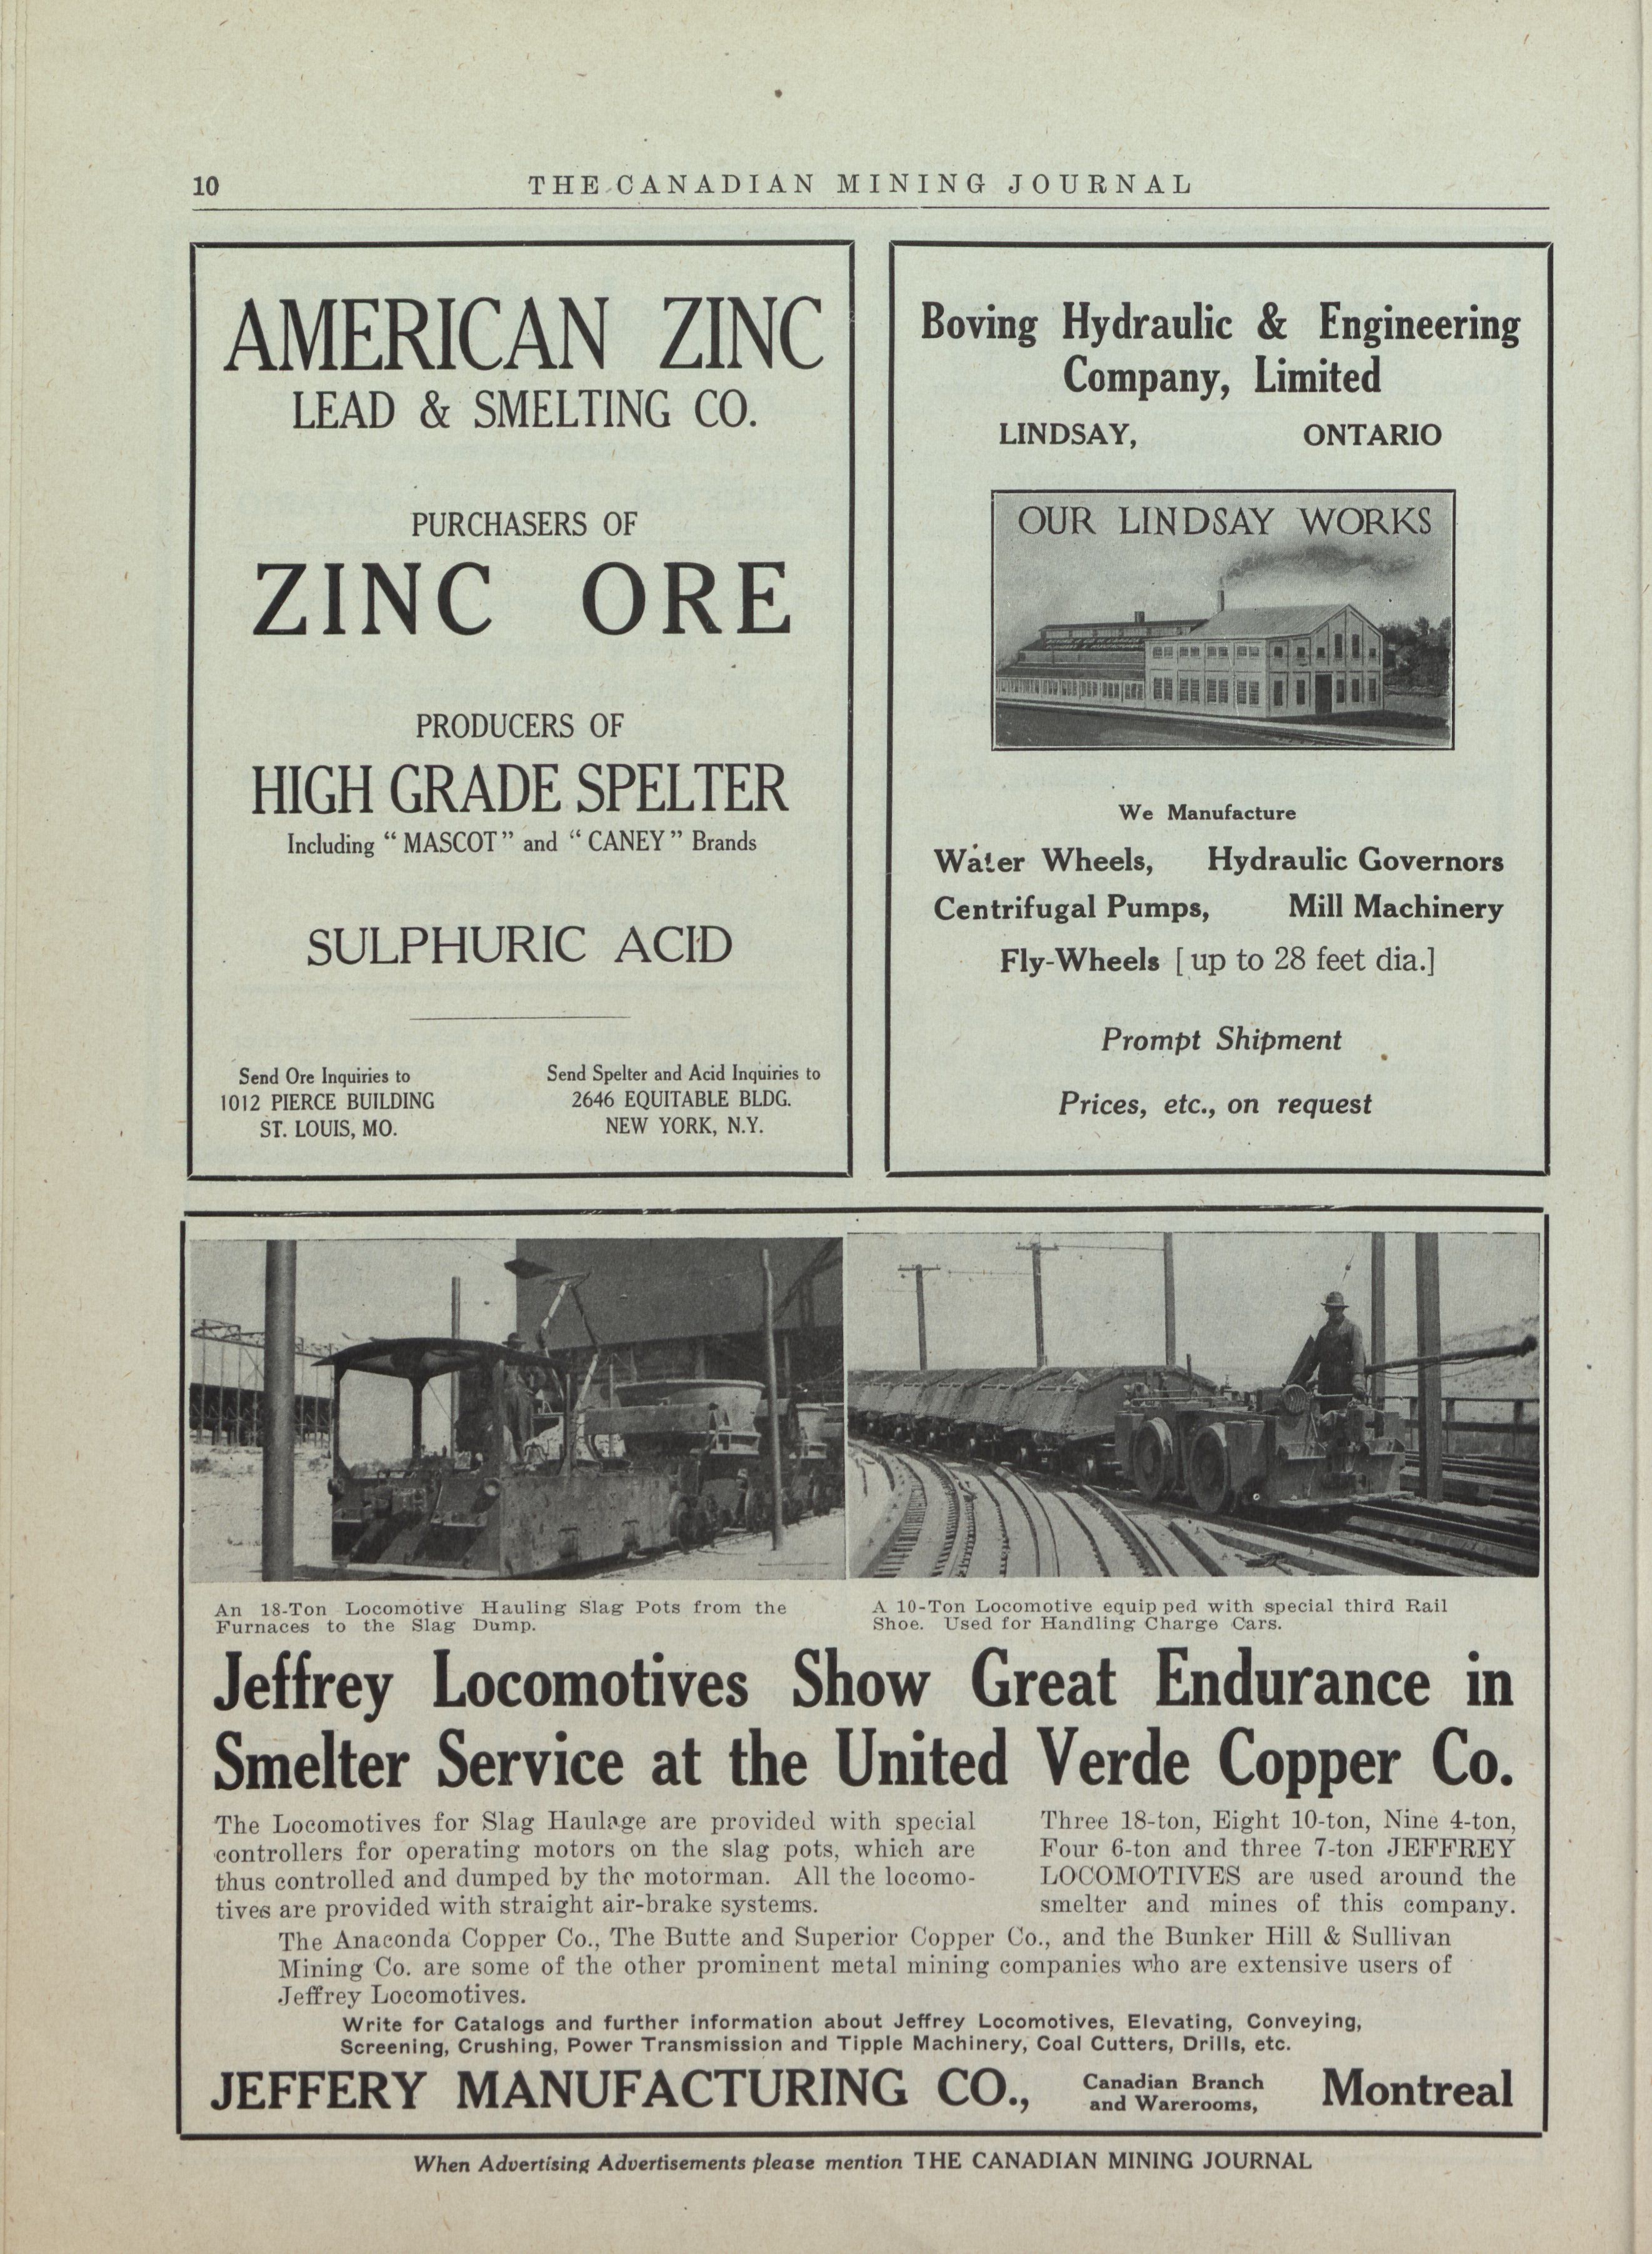 10
THE CANADIAN MINING JOURNAL
AMERICAN ZINC
LEAD & SMELTING CO.
PURCHASERS OF
ZINC ORE
PRODUCERS OF
HIGH GRADE SPELTER
Including “MASCOT” and “CANEY” Brands
SULPHURIC ACID
Send Ore Inquiries to
1012 PIERCE BUILDING
ST. LOUIS, MO.
Send Spelter and Acid Inquiries to
2646 EQUITABLE BLDG.
NEW YORK, N.Y.
Boving Hydraulic & Engineering
Company, Limited
LINDSAY, ONTARIO
OUR LINDSAY WORKS
We Manufacture
Water Wheels, Hydraulic Governors
Centrifugal Pumps, Mill Machinery
Fly-Wheels [up to 28 feet dia.]
Prompt Shipment
Prices, etc., on request
An 18-Ton Locomotive Hauling Slag Pots from the
Furnaces to the Slag Dump.
A 10-Ton Locomotive equipped with special third Rail
Shoe. Used for Handling Charge Cars.
Jeffrey Locomotives Show Great Endurance in
Smelter Service at the United Verde Copper Co.
The Locomotives for Slag Haulage are provided with special
controllers for operating motors on the slag pots, which are
thus controlled and dumped by the motorman. All the locomo-
tives are provided with straight air-brake systems.
Three 18-ton, Eight 10-ton, Nine 4-ton,
Four 6-ton and three 7-ton JEFFREY
LOCOMOTIVES are used around the
smelter and mines of this company.
The Anaconda Copper Co., The Butte and Superior Copper Co., and the Bunker Hill & Sullivan
Mining Co. are some of the other prominent metal mining companies who are extensive users of
Jeffrey Locomotives.
Write for Catalogs and further information about Jeffrey Locomotives, Elevating, Conveying,
Screening, Crushing, Power Transmission and Tipple Machinery, Coal Cutters, Drills, etc.
JEFFERY MANUFACTURING CO., Canadian Branch
and Warerooms, Montreal
When Advertising Advertisements please mention THE CANADIAN MINING JOURNAL